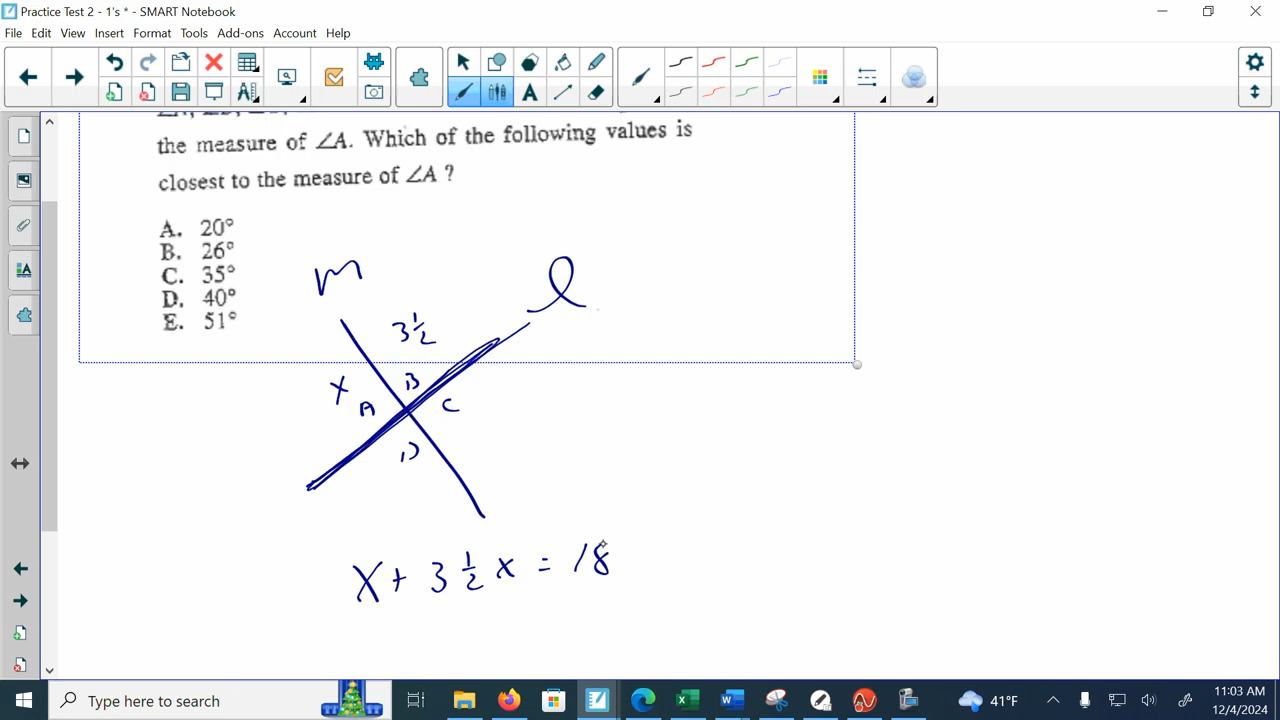 Practice Test 2 - 1's * - SMART Notebook
File Edit View Insert Format Tools Add-ons Account Help
the measure of ∠A. Which of the following values is
closest to the measure of ∠A ?
A. 20°
B. 26°
C. 35°
D. 40°
E. 51°
m
l
3 1/2
X
B
A
C
D
X + 3 1/2 x = 18
Type here to search
41°F
11:03 AM
12/4/2024